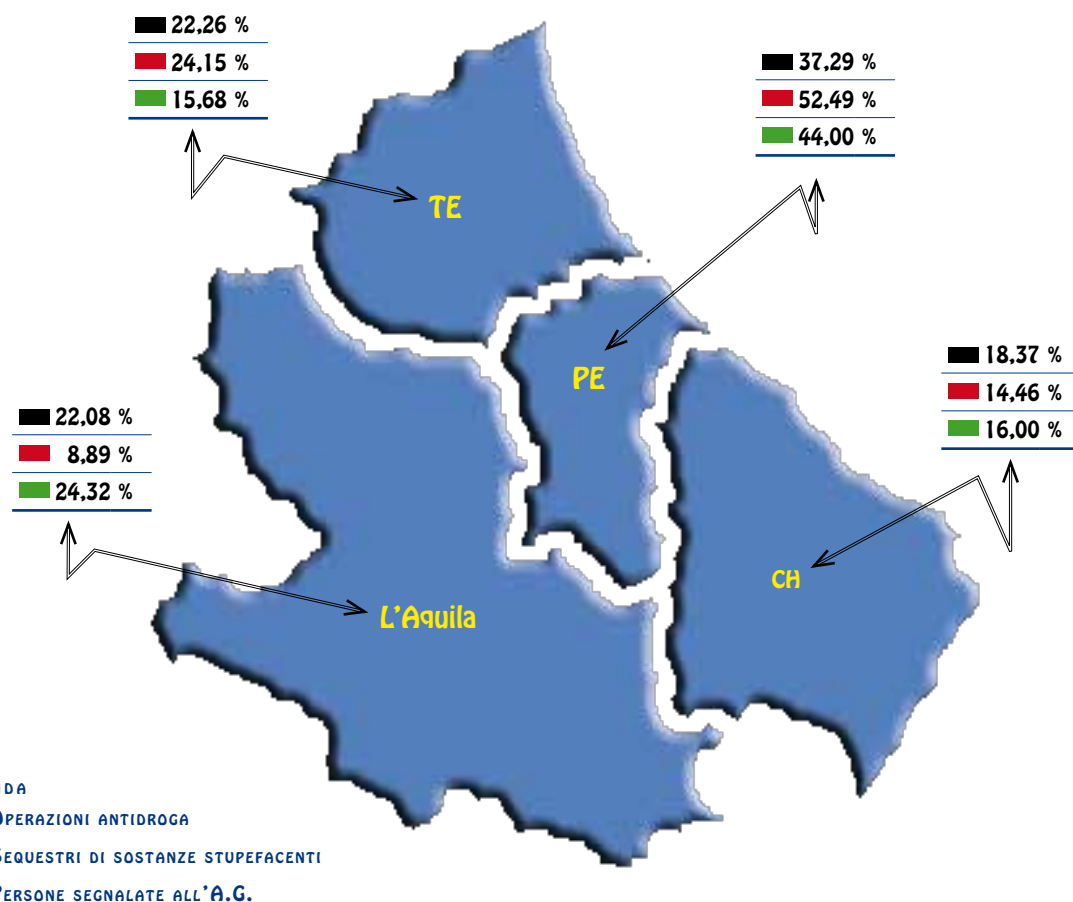 22,26 %
24,15 %
15,68 %
37,29 %
52,49 %
44,00 %
TE
PE
18,37 %
14,46 %
16,00 %
22,08 %
8,89 %
24,32 %
CH
L'Aquila
DA
OPERAZIONI ANTIDROGA
SEQUESTRI DI SOSTANZE STUPEFACENTI
PERSONE SEGNALATE ALL'A.G.